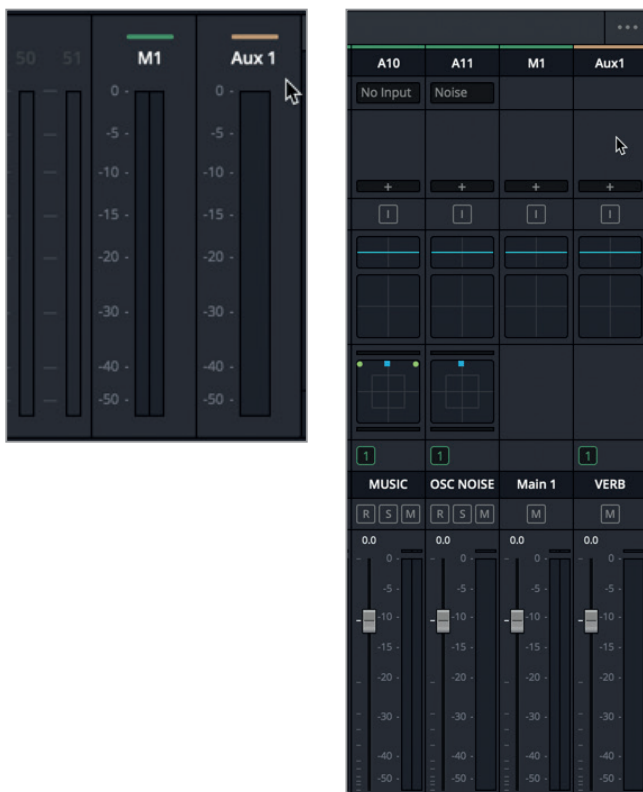 50 51 M1 Aux 1
0 - 0 -
-5 - -5 -
-10 - -10 -
-15 - -15 -
-20 - -20 -
-30 - -30 -
-40 - -40 -
-50 - -50 -
A10 A11 M1 Aux1
No Input Noise
+ + + +
I I I I
1 1 1
MUSIC OSC NOISE Main 1 VERB
R S M R S M M M
0.0 0.0 0.0 0.0
0 - 0 - 0 - 0 -
-5 - -5 - -5 - -5 -
-10 - -10 - -10 - -10 -
-15 - -15 - -15 - -15 -
-20 - -20 - -20 - -20 -
-30 - -30 - -30 - -30 -
-40 - -40 - -40 - -40 -
-50 - -50 - -50 - -50 -